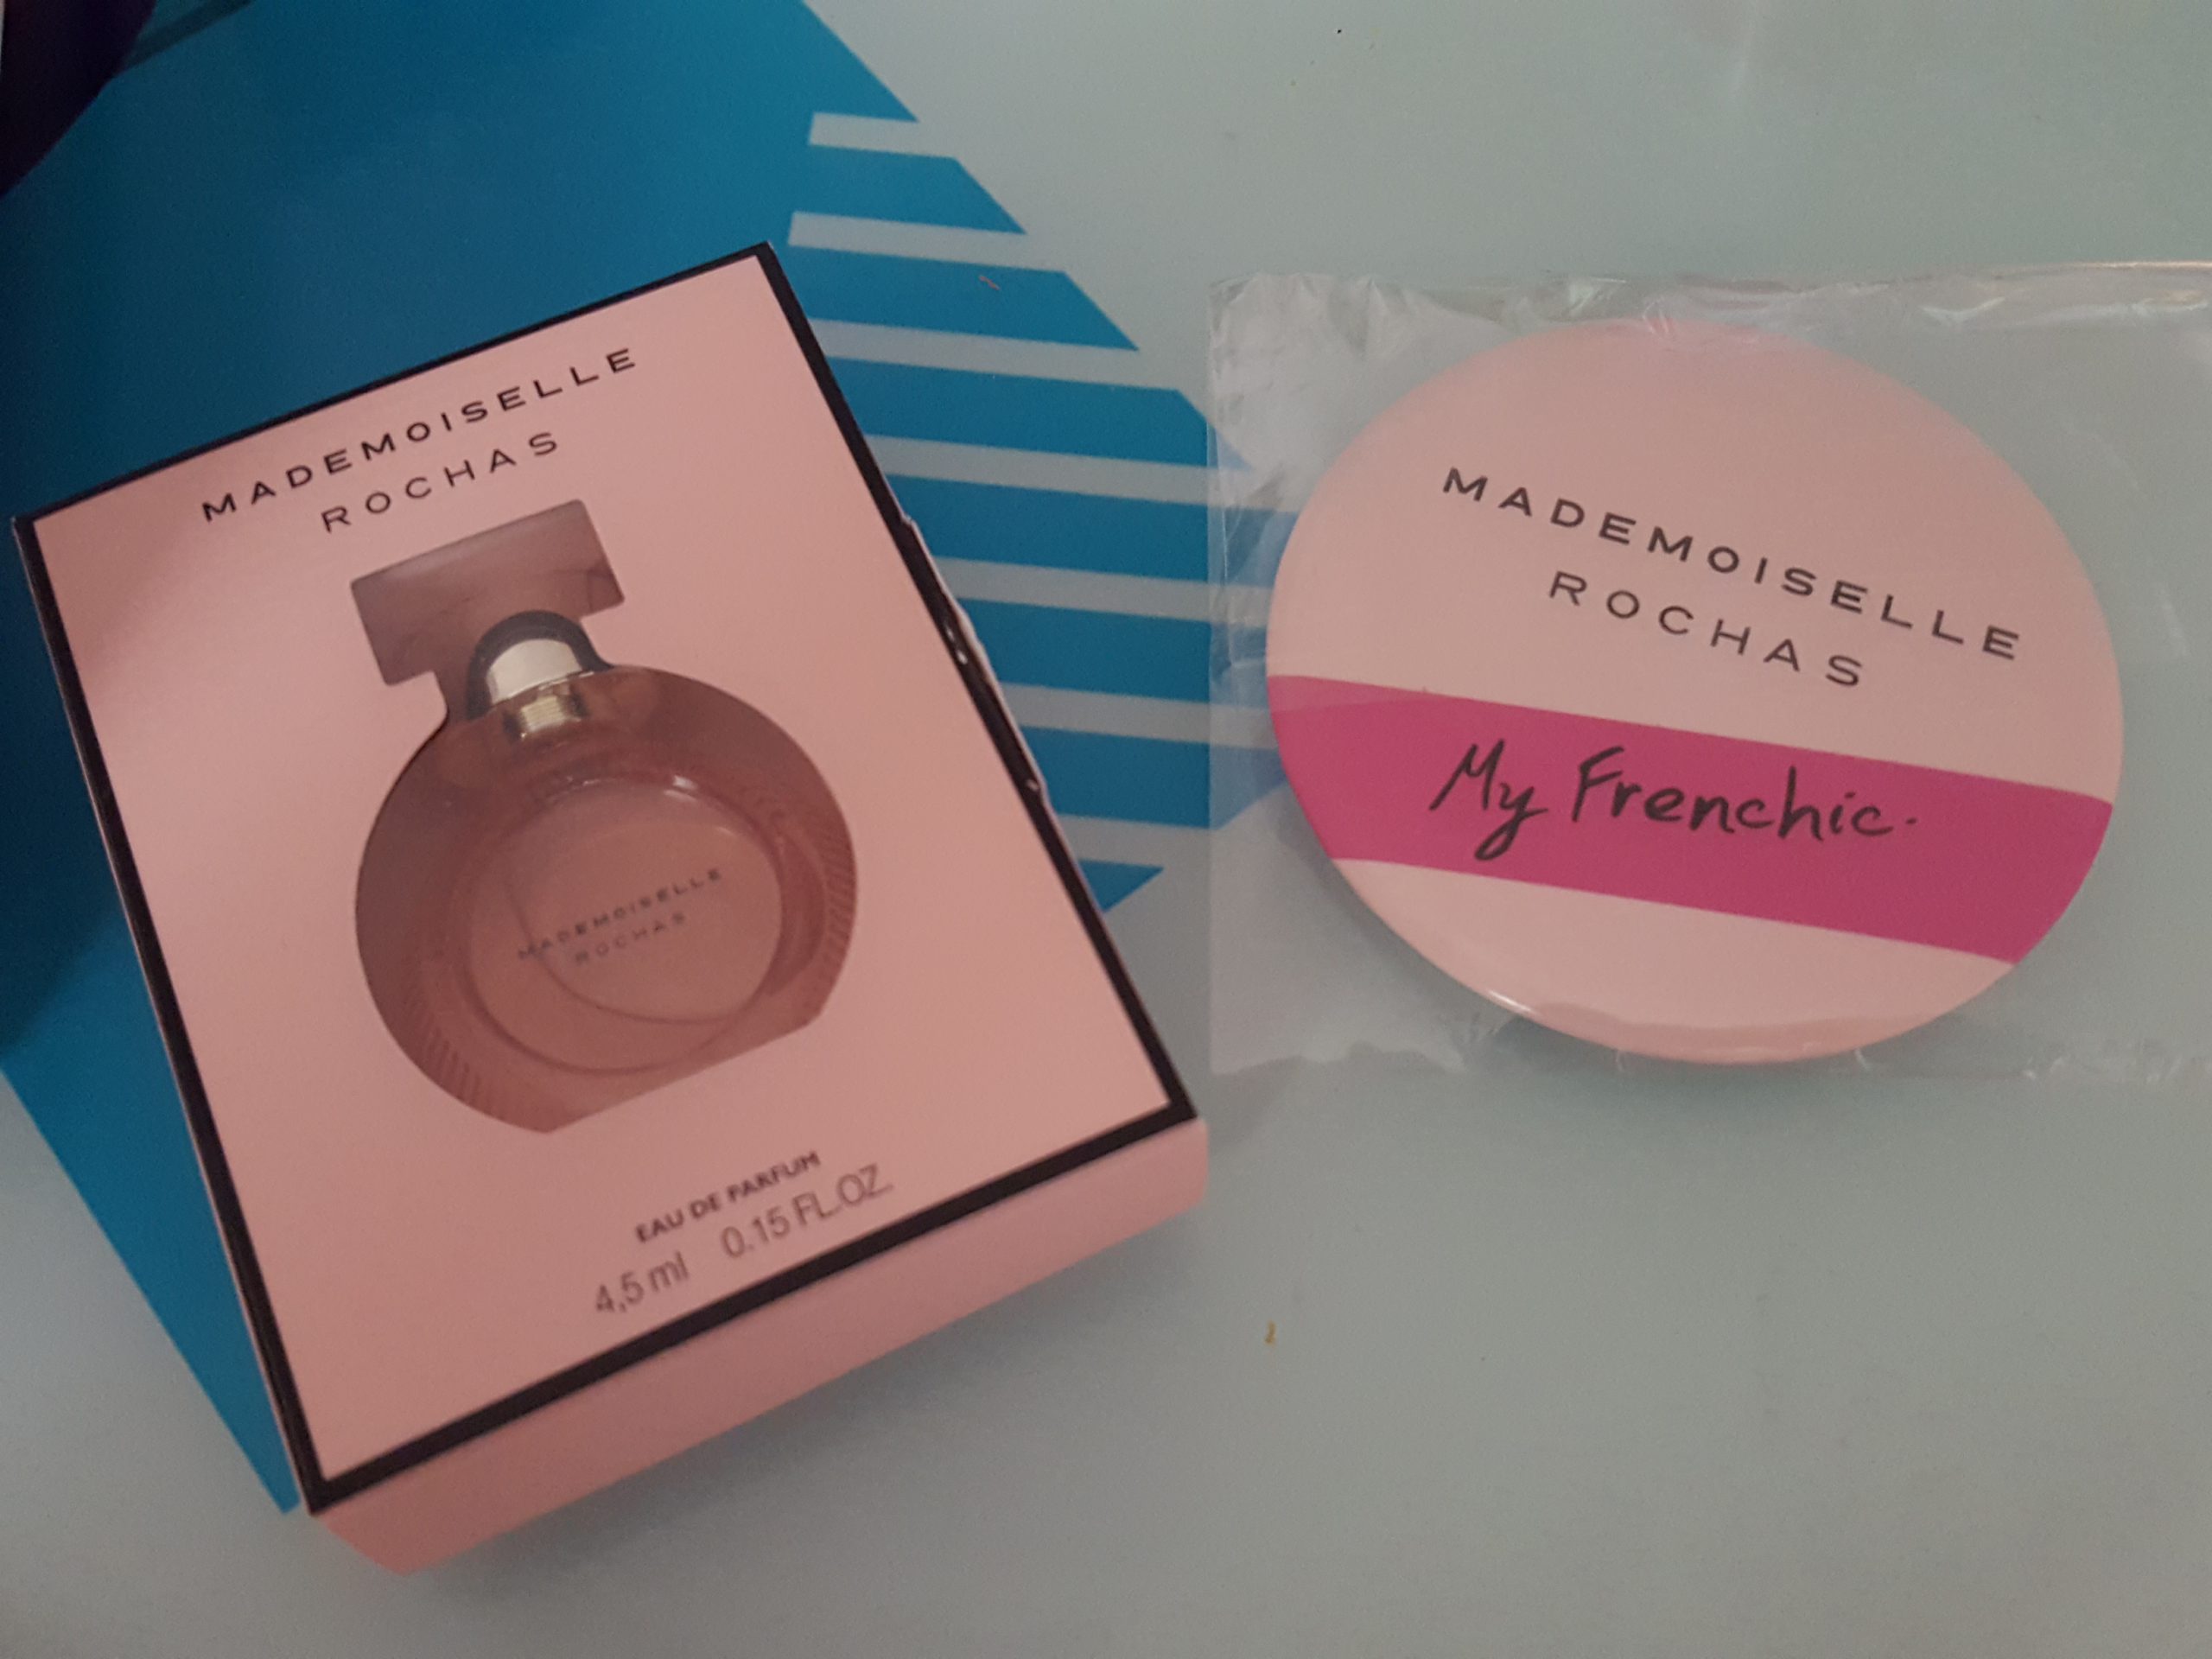 MADEMOISELLE
ROCHAS
MADEMOISELLE
ROCHAS
EAU DE PARFUM
4,5 ml 0.15 FL.OZ.
MADEMOISELLE
ROCHAS
My Frenchic.